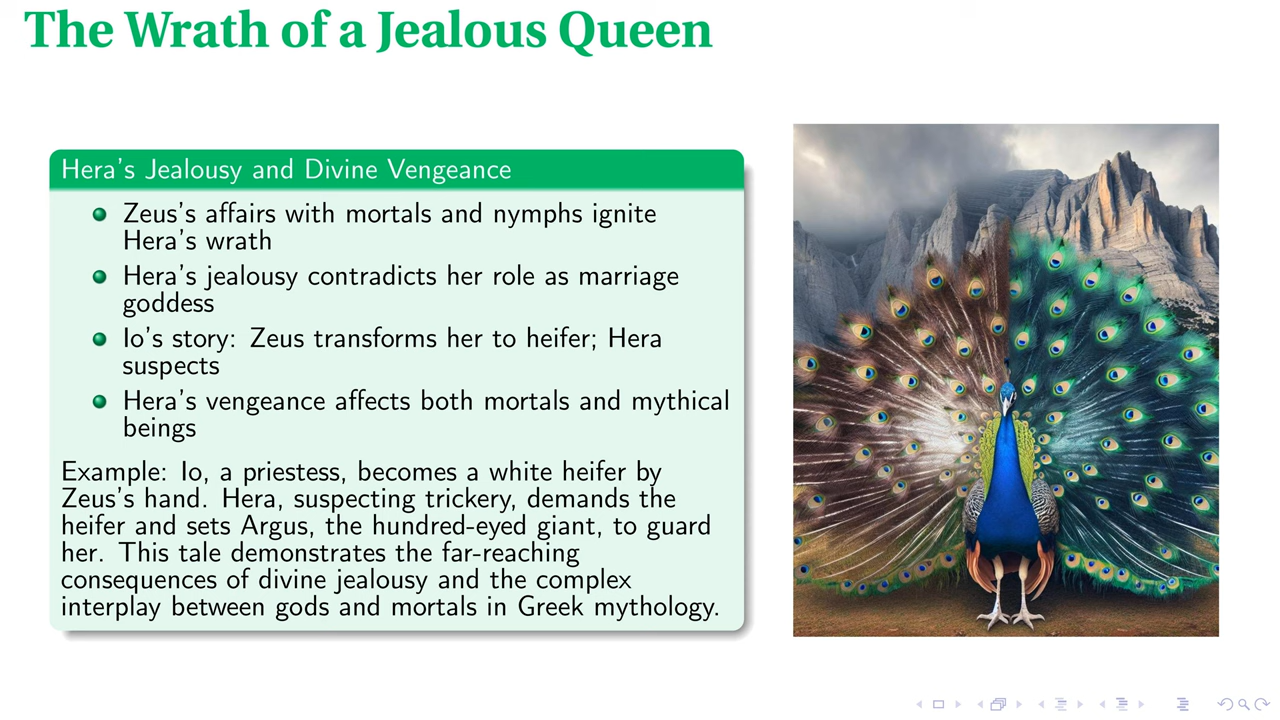 The Wrath of a Jealous Queen
Hera's Jealousy and Divine Vengeance
Zeus's affairs with mortals and nymphs ignite
Hera's wrath
Hera's jealousy contradicts her role as marriage
goddess
Io's story: Zeus transforms her to heifer; Hera
suspects
Hera's vengeance affects both mortals and mythical
beings
Example: Io, a priestess, becomes a white heifer by
Zeus's hand. Hera, suspecting trickery, demands the
heifer and sets Argus, the hundred-eyed giant, to guard
her. This tale demonstrates the far-reaching
consequences of divine jealousy and the complex
interplay between gods and mortals in Greek mythology.